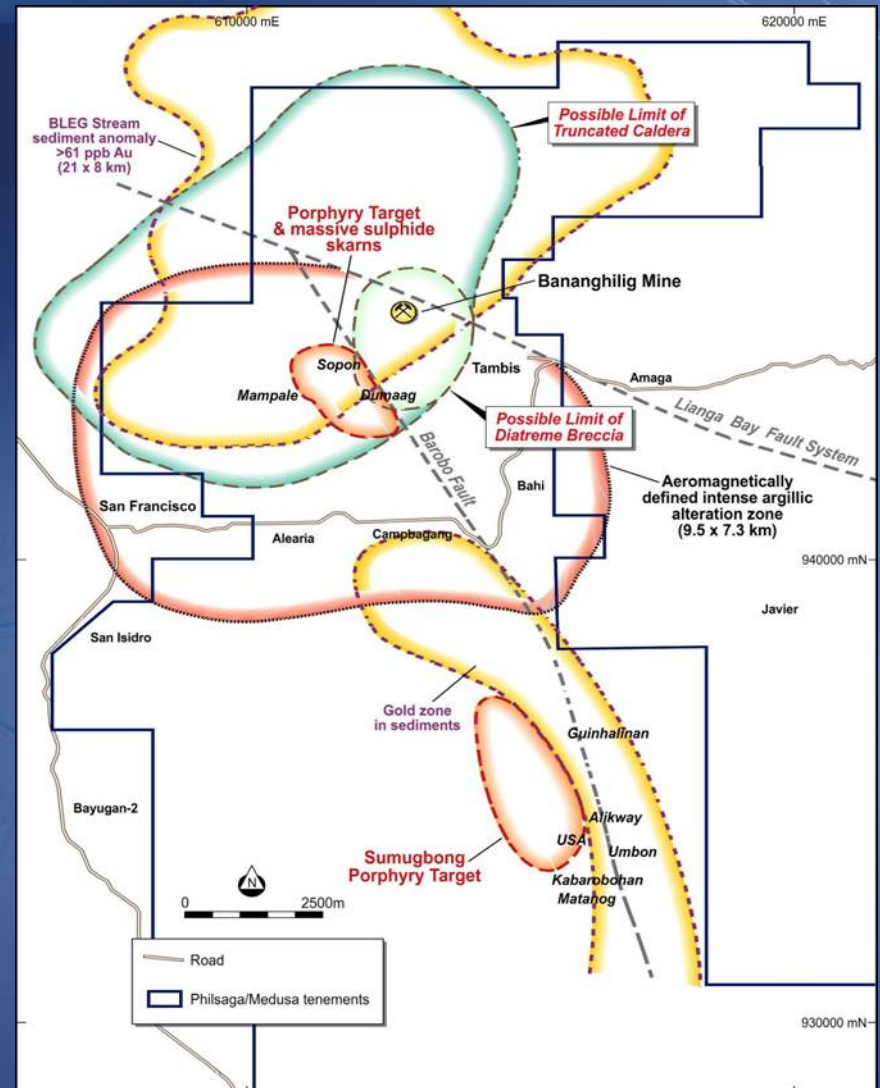 610000 mE
620000 mE
BLEG Stream
sediment anomaly
>61 ppb Au
(21 x 8 km)
Possible Limit of
Truncated Caldera
Porphyry Target
& massive sulphide
skarns
Bananghilig Mine
Sopon
Tambis
Amaga
Mampale
Dumaag
Possible Limit of
Diatreme Breccia
Lianga Bay Fault System
Barobo Fault
Aeromagnetically
defined intense argillic
alteration zone
(9.5 x 7.3 km)
Bahi
San Francisco
Alearia
Campbagang
940000 mN
Javier
San Isidro
Gold zone
in sediments
Guinhalinan
Bayugan-2
Alikway
USA
Umbon
Sumugbong
Porphyry Target
Kabarobohan
Matahog
N
0
2500m
Road
Philsaga/Medusa tenements
930000 mN